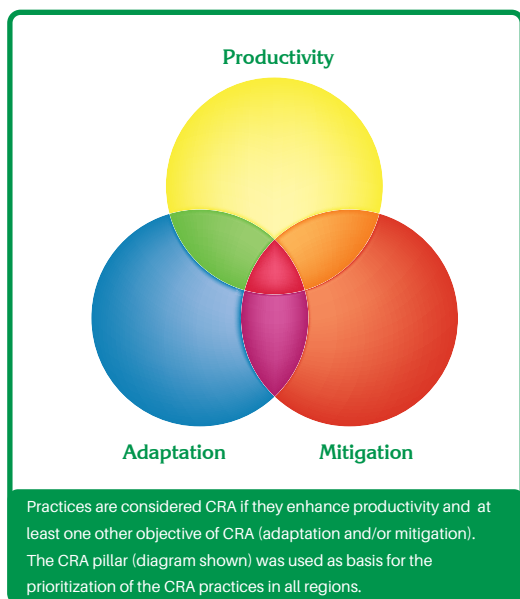 Productivity
Adaptation Mitigation
Practices are considered CRA if they enhance productivity and at
least one other objective of CRA (adaptation and/or mitigation).
The CRA pillar (diagram shown) was used as basis for the
prioritization of the CRA practices in all regions.